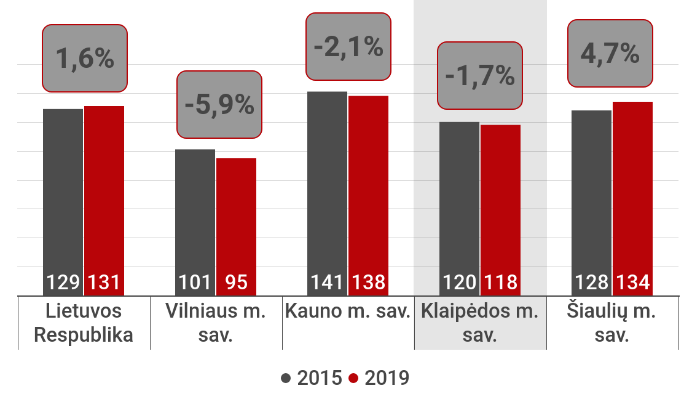 1,6%
-5,9%
-2,1%
-1,7%
4,7%
129 131 101 95 141 138 120 118 128 134
Lietuvos Respublika
Vilniaus m. sav.
Kauno m. sav.
Klaipėdos m. sav.
Šiaulių m. sav.
2015 2019